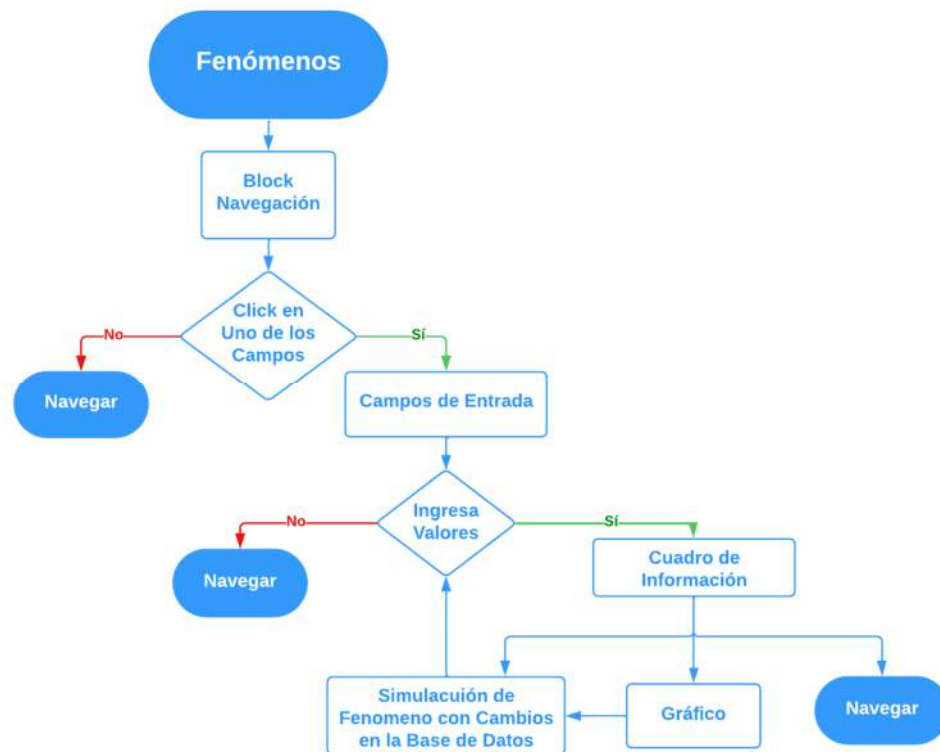 Fenómenos
Block
Navegación
Click en
Uno de los
Campos
No
Sí
Navegar
Campos de Entrada
Ingresa
Valores
No
Sí
Navegar
Cuadro de
Información
Simulacuión de
Fenomeno con Cambios
en la Base de Datos
Gráfico
Navegar